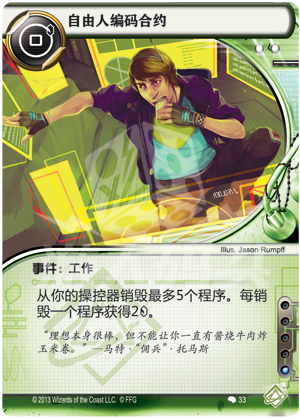 自由人编码合约
Illus. Jason Rumpff
事件：工作
从你的操控器销毁最多5个程序。每销
毁一个程序获得2。
“理想本身很棒，但不能让你一直有酱烧牛肉炸
玉米卷。”——马特·“佣兵”·托马斯
© 2013 Wizards of the Coast LLC. © FFG
33